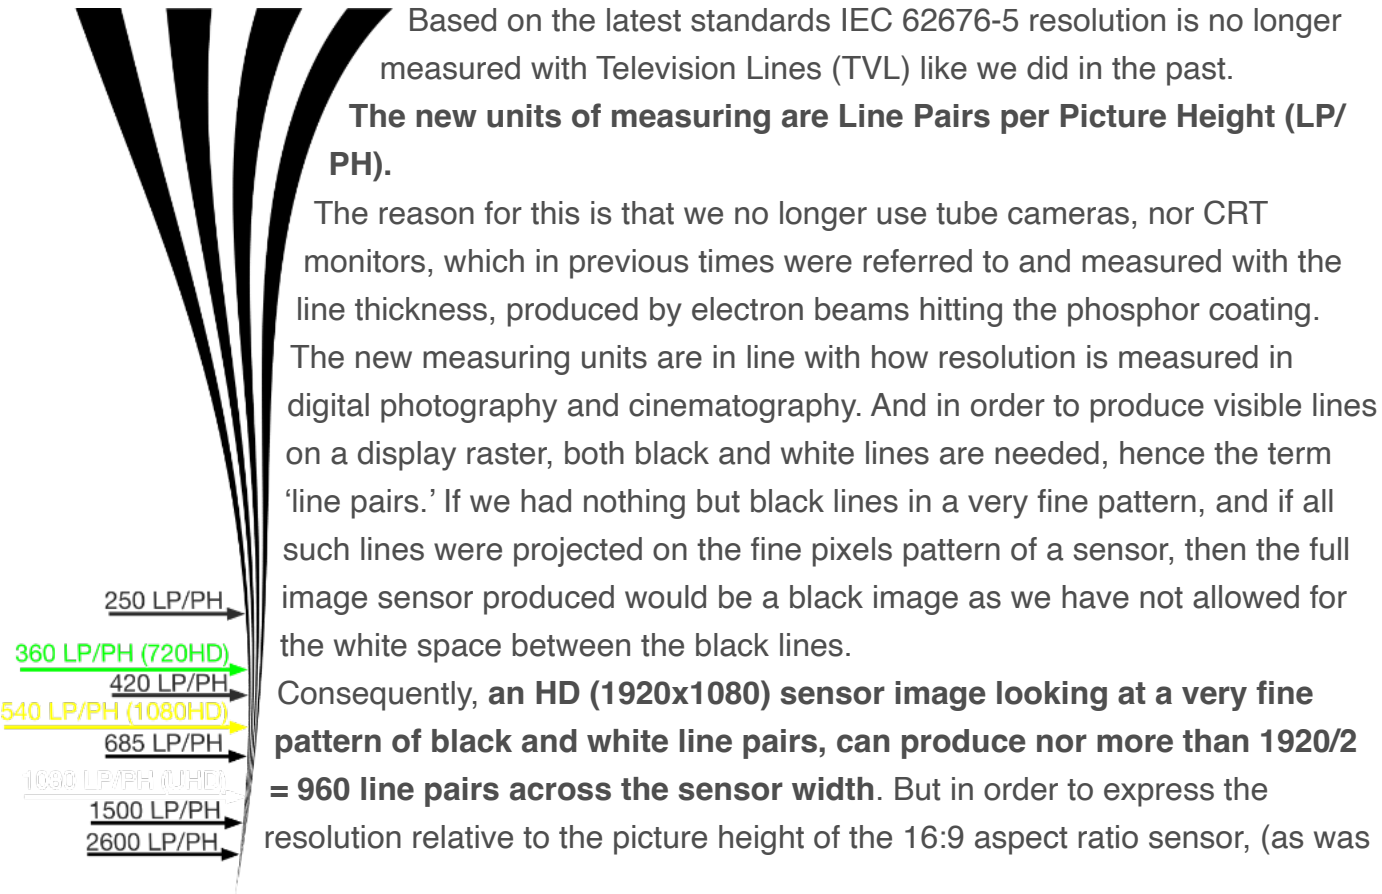 Based on the latest standards IEC 62676-5 resolution is no longer
measured with Television Lines (TVL) like we did in the past.
The new units of measuring are Line Pairs per Picture Height (LP/
PH).
The reason for this is that we no longer use tube cameras, nor CRT
monitors, which in previous times were referred to and measured with the
line thickness, produced by electron beams hitting the phosphor coating.
The new measuring units are in line with how resolution is measured in
digital photography and cinematography. And in order to produce visible lines
on a display raster, both black and white lines are needed, hence the term
‘line pairs.’ If we had nothing but black lines in a very fine pattern, and if all
such lines were projected on the fine pixels pattern of a sensor, then the full
image sensor produced would be a black image as we have not allowed for
the white space between the black lines.
Consequently, an HD (1920x1080) sensor image looking at a very fine
pattern of black and white line pairs, can produce nor more than 1920/2
= 960 line pairs across the sensor width. But in order to express the
resolution relative to the picture height of the 16:9 aspect ratio sensor, (as was
250 LP/PH
360 LP/PH (720HD)
420 LP/PH
540 LP/PH (1080HD)
685 LP/PH
1080 LP/PH (UHD)
1500 LP/PH
2600 LP/PH